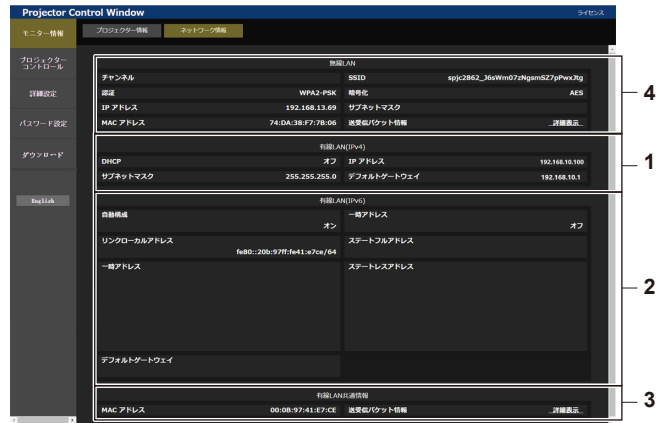 Projector Control Window
ライセンス
モニター情報
プロジェクター情報
ネットワーク情報
プロジェクター
コントロール
詳細設定
パスワード設定
ダウンロード
English
無線LAN
チャンネル
SSID spjc2862_J6sWm07zNgsmSZ7pPwxJtg
認証 WPA2-PSK 暗号化 AES
IP アドレス 192.168.13.69 サブネットマスク
MAC アドレス 74:DA:38:F7:7B:06 送受信パケット情報 詳細表示
4
有線LAN(IPv4)
DHCP オフ IP アドレス 192.168.10.100
サブネットマスク 255.255.255.0 デフォルトゲートウェイ 192.168.10.1
1
有線LAN(IPv6)
自動構成 オン 一時アドレス オフ
リンクローカルアドレス fe80::20b:97ff:fe41:e7ce/64 ステートフルアドレス
一時アドレス ステートレスアドレス
デフォルトゲートウェイ
2
有線LAN共通情報
MAC アドレス 00:0B:97:41:E7:CE 送受信パケット情報 詳細表示
3